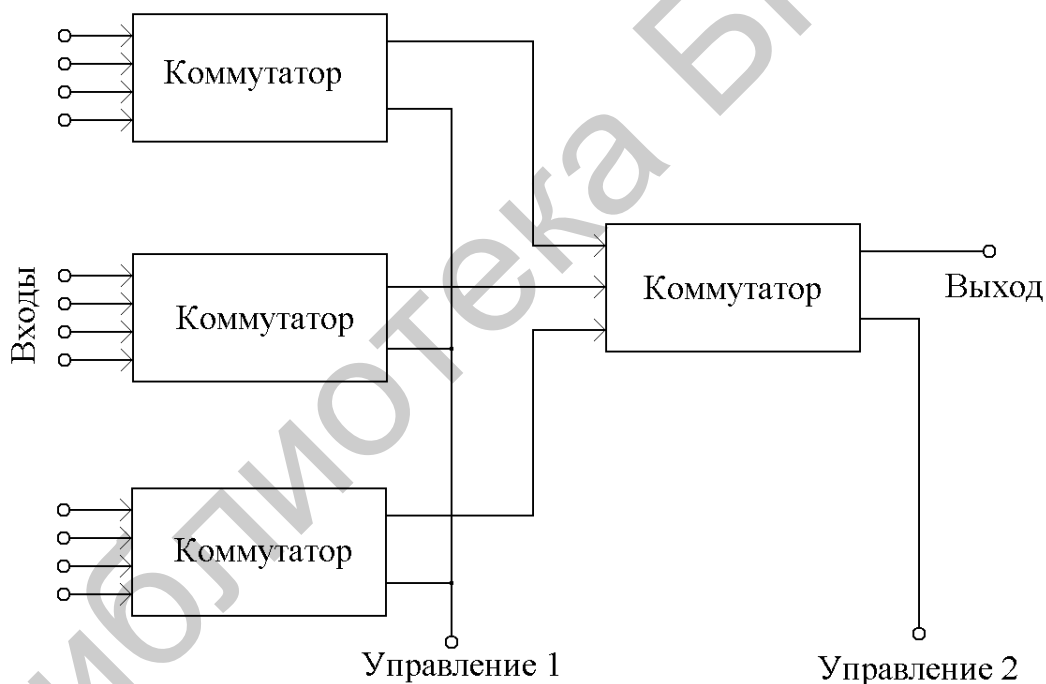 Коммутатор
Входы
Коммутатор
Коммутатор
Выход
Коммутатор
Управление 1
Управление 2